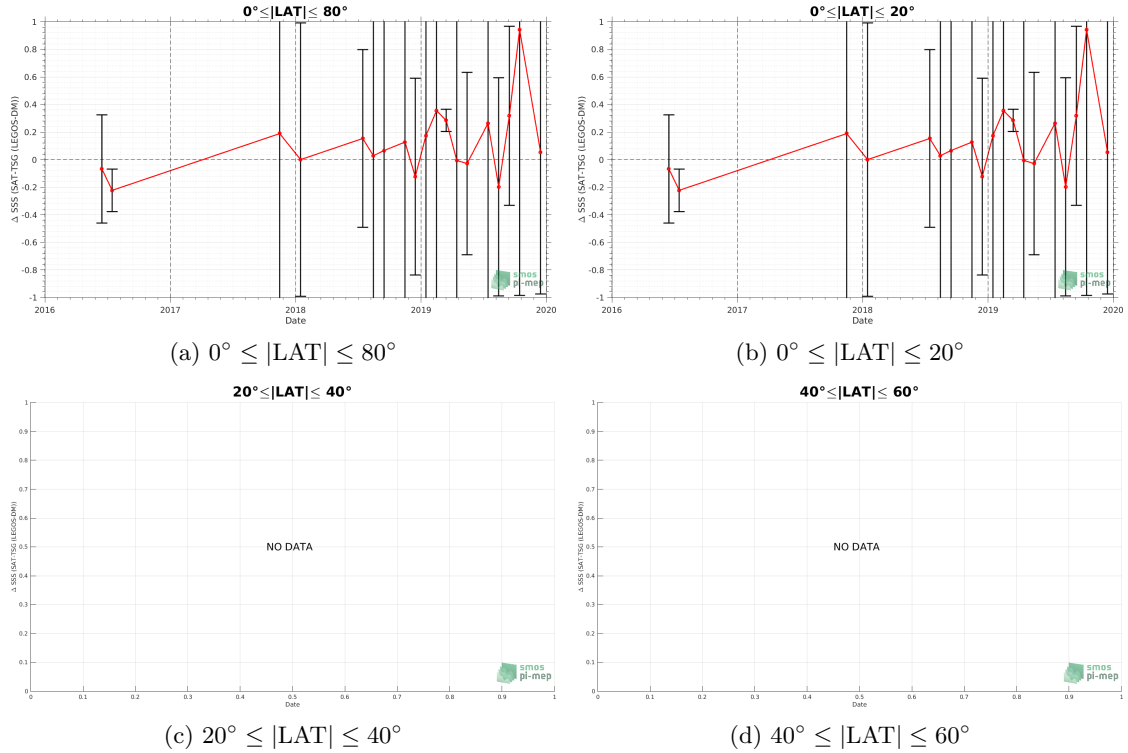 0°≤|LAT|≤ 80°
1
0.8
0.6
0.4
0.2
0
-0.2
-0.4
-0.6
-0.8
-1
Δ SSS (SAT-TSG (LEGOS-DM))
2016
2017
2018
2019
2020
Date
smos
pi-mep
(a) 0° ≤ |LAT| ≤ 80°
0°≤|LAT|≤ 20°
1
0.8
0.6
0.4
0.2
0
-0.2
-0.4
-0.6
-0.8
-1
Δ SSS (SAT-TSG (LEGOS-DM))
2016
2017
2018
2019
2020
Date
smos
pi-mep
(b) 0° ≤ |LAT| ≤ 20°
20°≤|LAT|≤ 40°
1
0.9
0.8
0.7
0.6
0.5
0.4
0.3
0.2
0.1
0
Δ SSS (SAT-TSG (LEGOS-DM))
NO DATA
0
0.1
0.2
0.3
0.4
0.5
0.6
0.7
0.8
0.9
1
Date
smos
pi-mep
(c) 20° ≤ |LAT| ≤ 40°
40°≤|LAT|≤ 60°
1
0.9
0.8
0.7
0.6
0.5
0.4
0.3
0.2
0.1
0
Δ SSS (SAT-TSG (LEGOS-DM))
NO DATA
0
0.1
0.2
0.3
0.4
0.5
0.6
0.7
0.8
0.9
1
Date
smos
pi-mep
(d) 40° ≤ |LAT| ≤ 60°